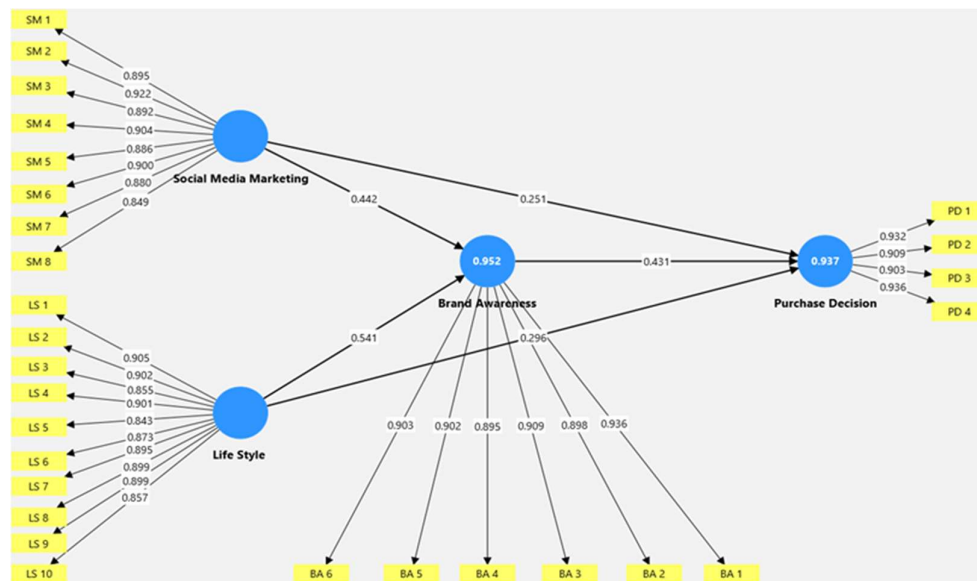 SM 1
SM 2
SM 3
SM 4
SM 5
SM 6
SM 7
SM 8
0.895
0.922
0.892
0.904
0.886
0.900
0.880
0.849
Social Media Marketing
0.442
0.251
LS 1
LS 2
LS 3
LS 4
LS 5
LS 6
LS 7
LS 8
LS 9
LS 10
0.905
0.902
0.855
0.901
0.843
0.873
0.895
0.899
0.899
0.857
Life Style
0.541
0.296
0.952
Brand Awareness
0.431
0.903
0.902
0.895
0.909
0.898
0.936
BA 6
BA 5
BA 4
BA 3
BA 2
BA 1
0.937
Purchase Decision
0.932
0.909
0.903
0.936
PD 1
PD 2
PD 3
PD 4